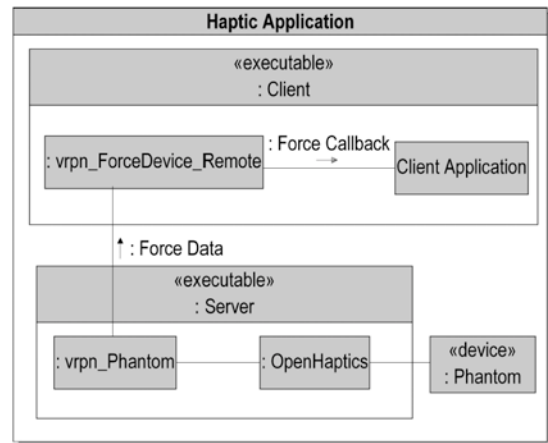 Haptic Application
«executable»
: Client
: vrpn_ForceDevice_Remote
: Force Callback
Client Application
: Force Data
«executable»
: Server
: vrpn_Phantom
: OpenHaptics
«device»
: Phantom